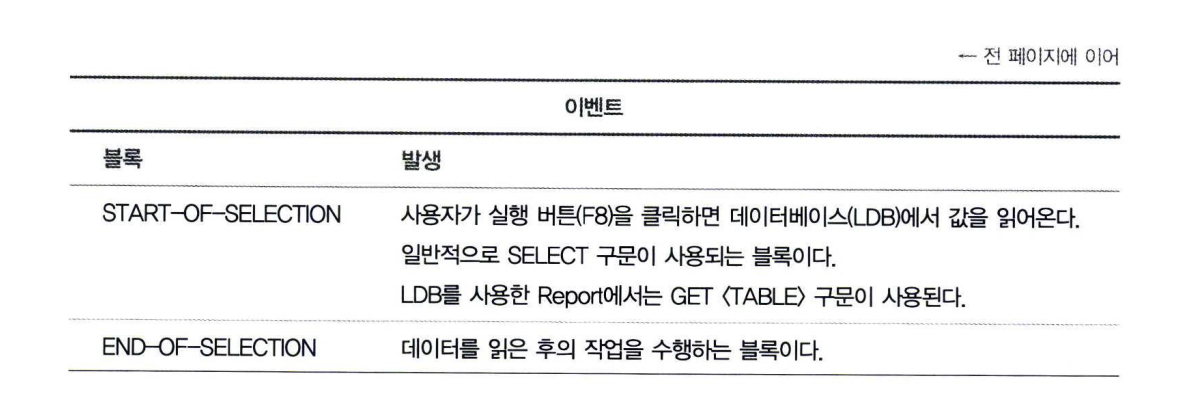 ← 전 페이지에 이어
이벤트
블록 발생
START-OF-SELECTION 사용자가 실행 버튼(F8)을 클릭하면 데이터베이스(LDB)에서 값을 읽어온다.
일반적으로 SELECT 구문이 사용되는 블록이다.
LDB를 사용한 Report에서는 GET 〈TABLE〉 구문이 사용된다.
END-OF-SELECTION 데이터를 읽은 후의 작업을 수행하는 블록이다.